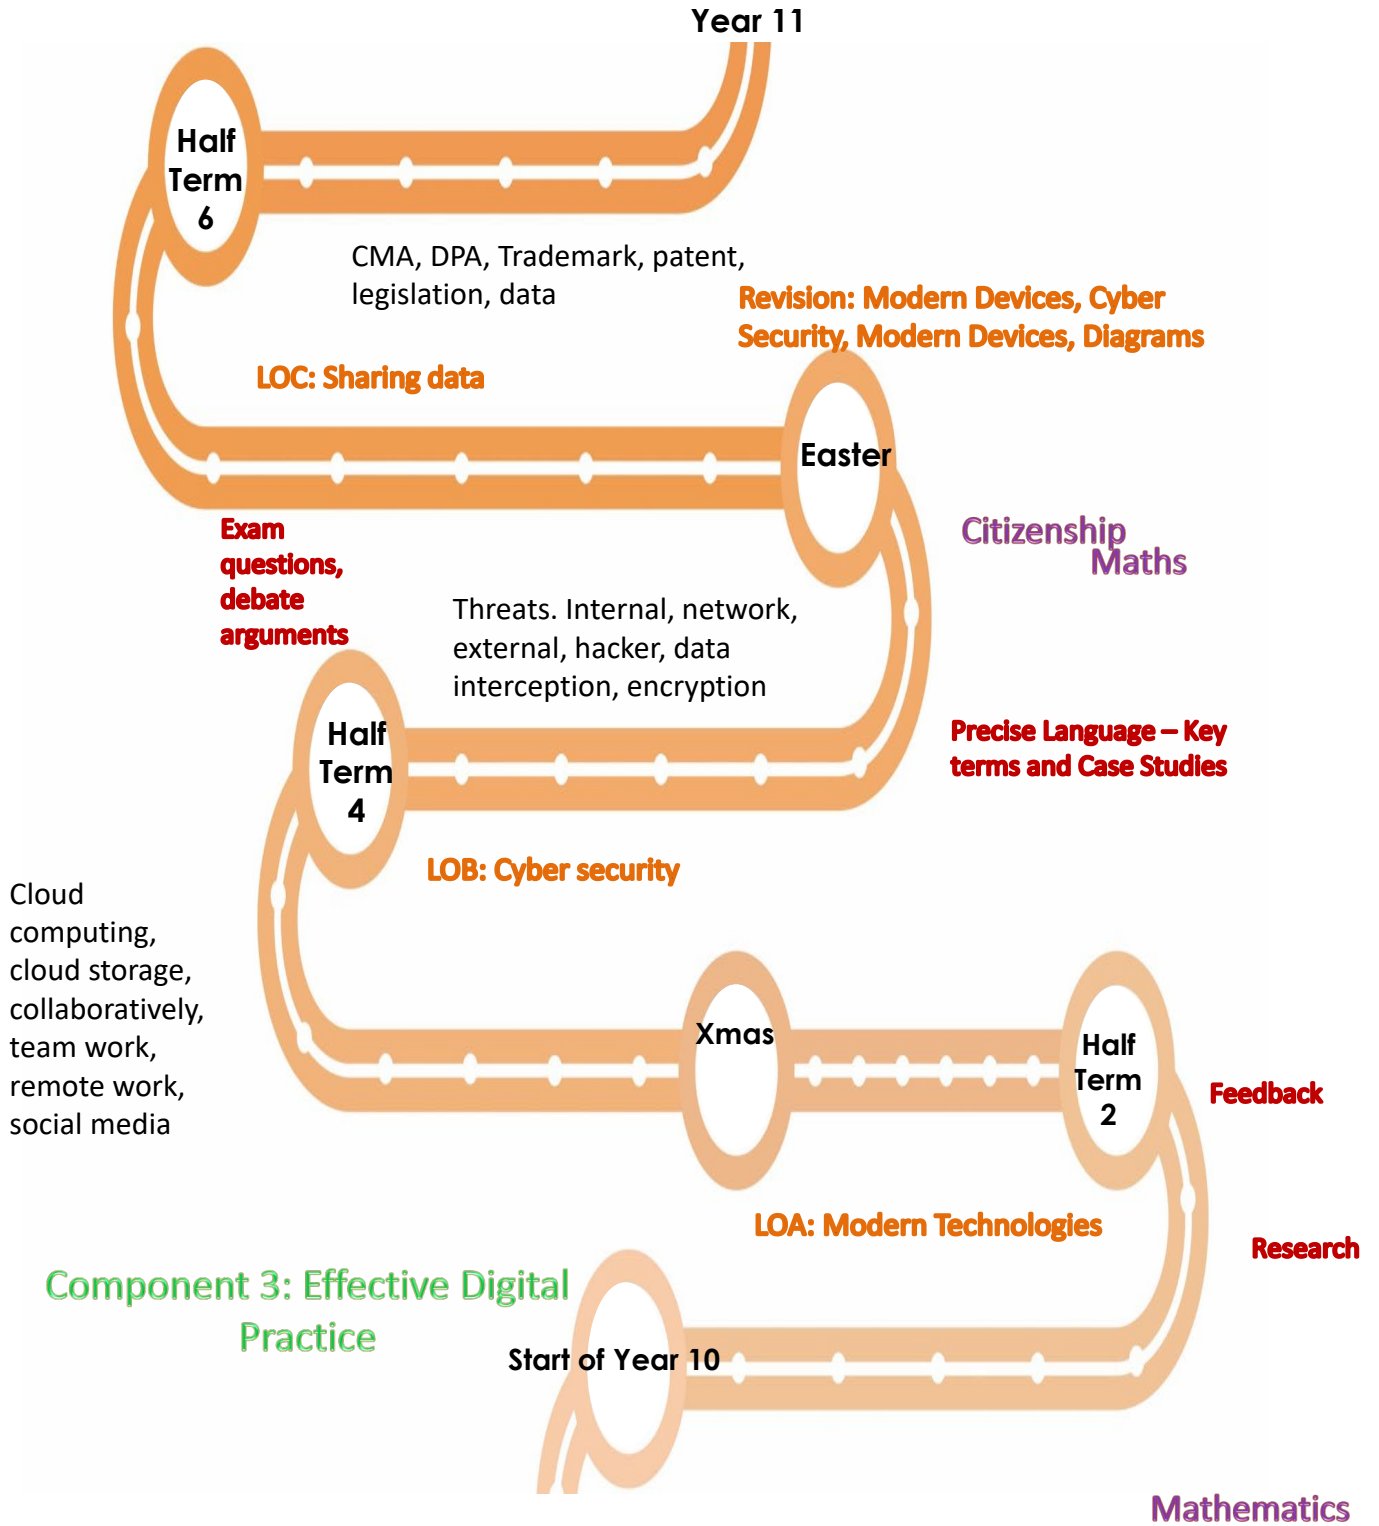 Year 11
Half
Term
6
CMA, DPA, Trademark, patent,
legislation, data
Revision: Modern Devices, Cyber
Security, Modern Devices, Diagrams
LOC: Sharing data
Easter
Exam
questions,
debate
arguments
Citizenship
Maths
Threats. Internal, network,
external, hacker, data
interception, encryption
Half
Term
4
Precise Language – Key
terms and Case Studies
LOB: Cyber security
Cloud
computing,
cloud storage,
collaboratively,
team work,
remote work,
social media
Xmas
Half
Term
2
Feedback
LOA: Modern Technologies
Research
Component 3: Effective Digital
Practice
Start of Year 10
Mathematics